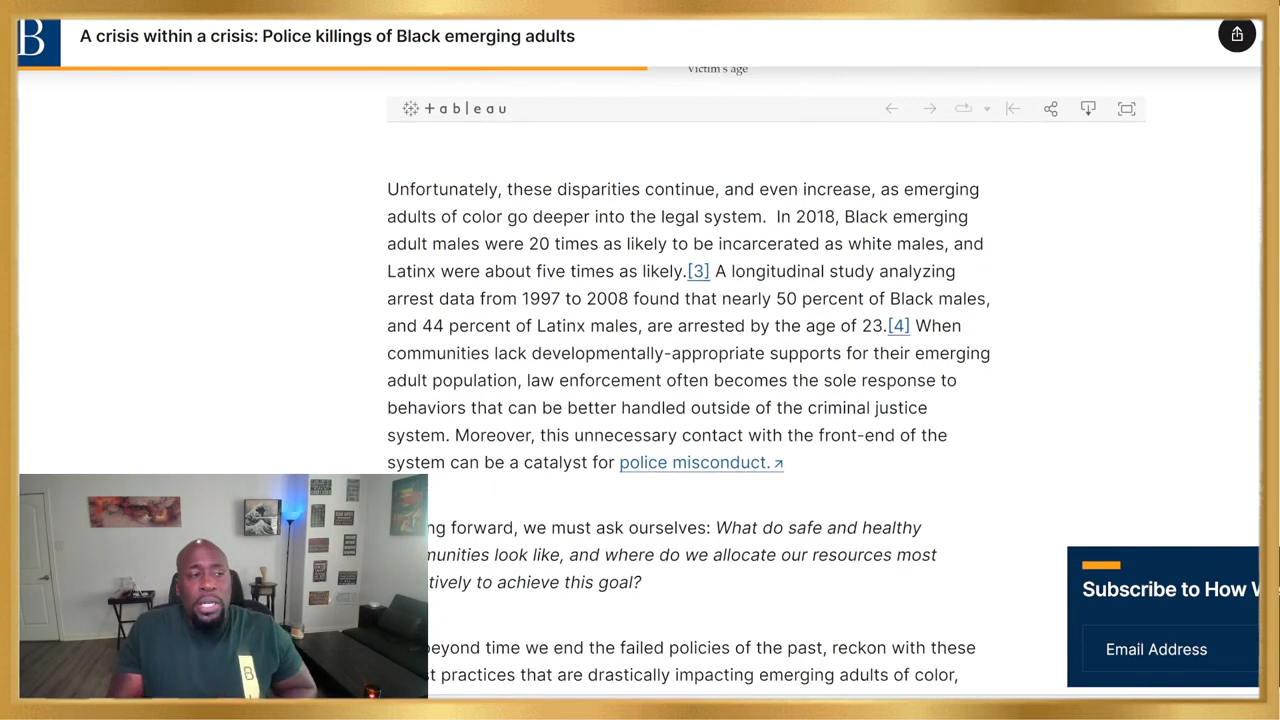 B
A crisis within a crisis: Police killings of Black emerging adults
Victim's age
+ableau
Unfortunately, these disparities continue, and even increase, as emerging
adults of color go deeper into the legal system.  In 2018, Black emerging
adult males were 20 times as likely to be incarcerated as white males, and
Latinx were about five times as likely.[3] A longitudinal study analyzing
arrest data from 1997 to 2008 found that nearly 50 percent of Black males,
and 44 percent of Latinx males, are arrested by the age of 23.[4] When
communities lack developmentally-appropriate supports for their emerging
adult population, law enforcement often becomes the sole response to
behaviors that can be better handled outside of the criminal justice
system. Moreover, this unnecessary contact with the front-end of the
system can be a catalyst for police misconduct.↗
ng forward, we must ask ourselves: What do safe and healthy
munities look like, and where do we allocate our resources most
tively to achieve this goal?
eyond time we end the failed policies of the past, reckon with these
t practices that are drastically impacting emerging adults of color,
Subscribe to How W
Email Address